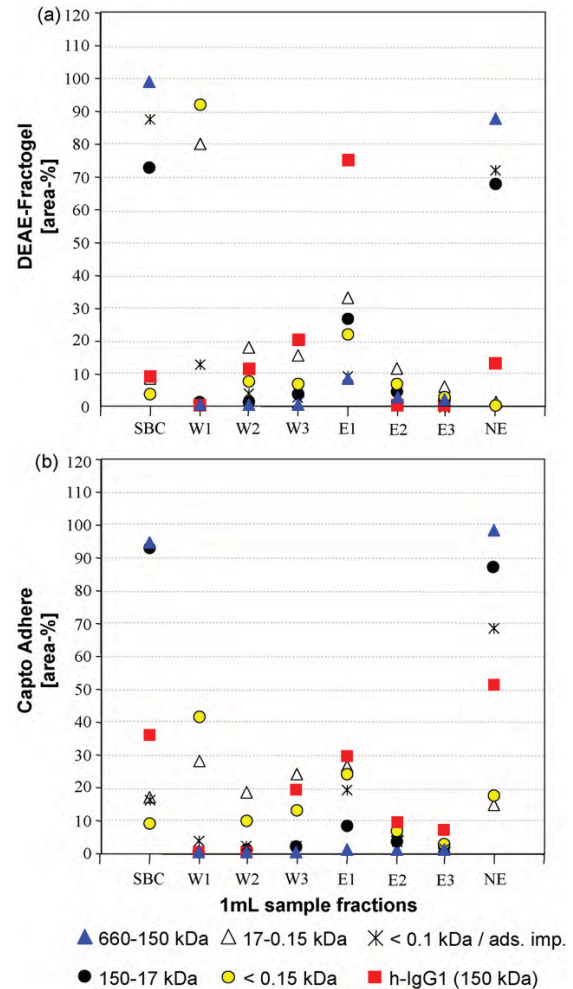 (a)
120
110
100
90
80
70
60
50
40
30
20
10
0
DEAE-Fractogel
[area-%]
SBC W1 W2 W3 E1 E2 E3 NE
(b)
120
110
100
90
80
70
60
50
40
30
20
10
0
Capto Adhere
[area-%]
SBC W1 W2 W3 E1 E2 E3 NE
1mL sample fractions
660-150 kDa 17-0.15 kDa < 0.1 kDa / ads. imp.
150-17 kDa < 0.15 kDa h-IgG1 (150 kDa)